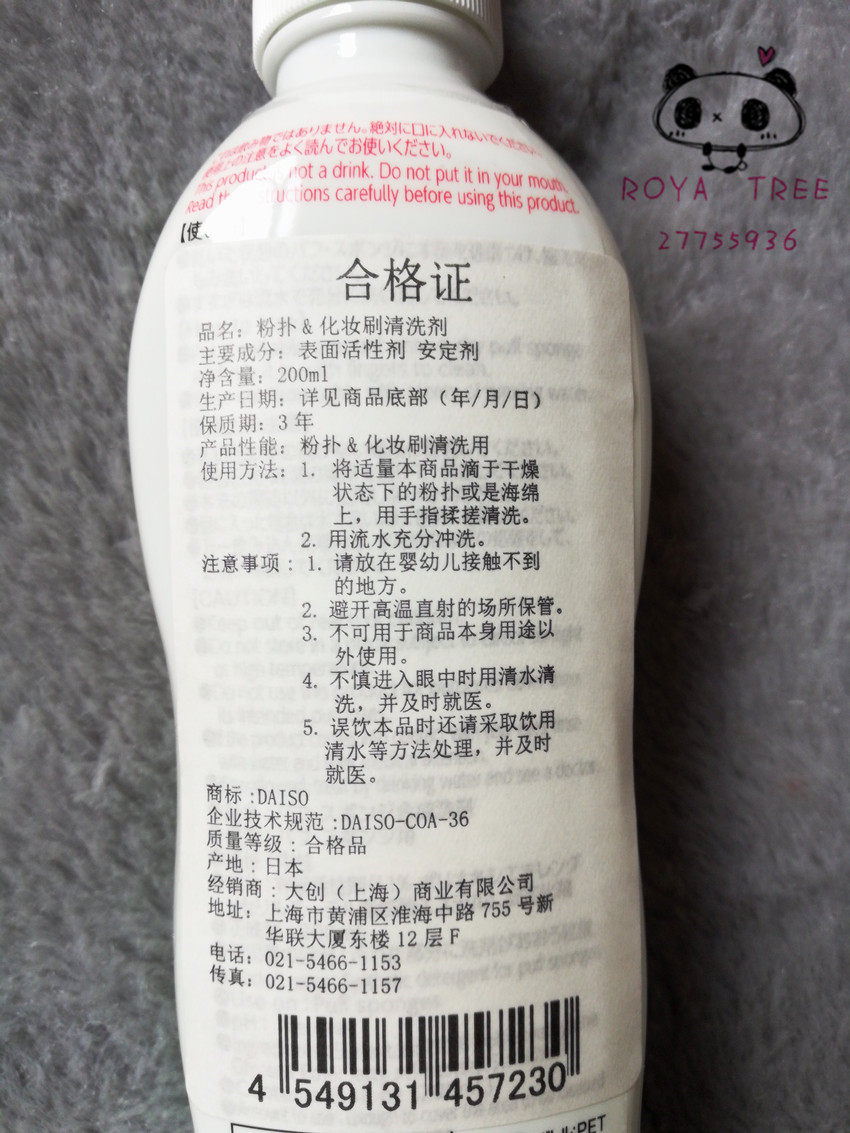 ではありません。絶対に口に入れないでください。
の注意をよく読んでお使いください。
This product is not a drink. Do not put it in your mouth.
Read the structions carefully before using this product.
【使
ROYA TREE
27755936
合格证
品名：粉扑&化妆刷清洗剂
主要成分：表面活性剂 安定剂
净含量：200ml
生产日期：详见商品底部（年/月/日）
保质期：3年
产品性能：粉扑&化妆刷清洗用
使用方法：1. 将适量本商品滴于干燥
状态下的粉扑或是海绵
上，用手指揉搓清洗。
2. 用流水充分冲洗。
注意事项：1. 请放在婴幼儿接触不到
的地方。
2. 避开高温直射的场所保管。
3. 不可用于商品本身用途以
外使用。
4. 不慎进入眼中时用清水清
洗，并及时就医。
5. 误饮本品时还请采取饮用
清水等方法处理，并及时
就医。
商标:DAISO
企业技术规范:DAISO-COA-36
质量等级：合格品
产地：日本
经销商：大创（上海）商业有限公司
地址：上海市黄浦区淮海中路755号新
华联大厦东楼12层F
电话：021-5466-1153
传真：021-5466-1157
4 549131 457230
PET